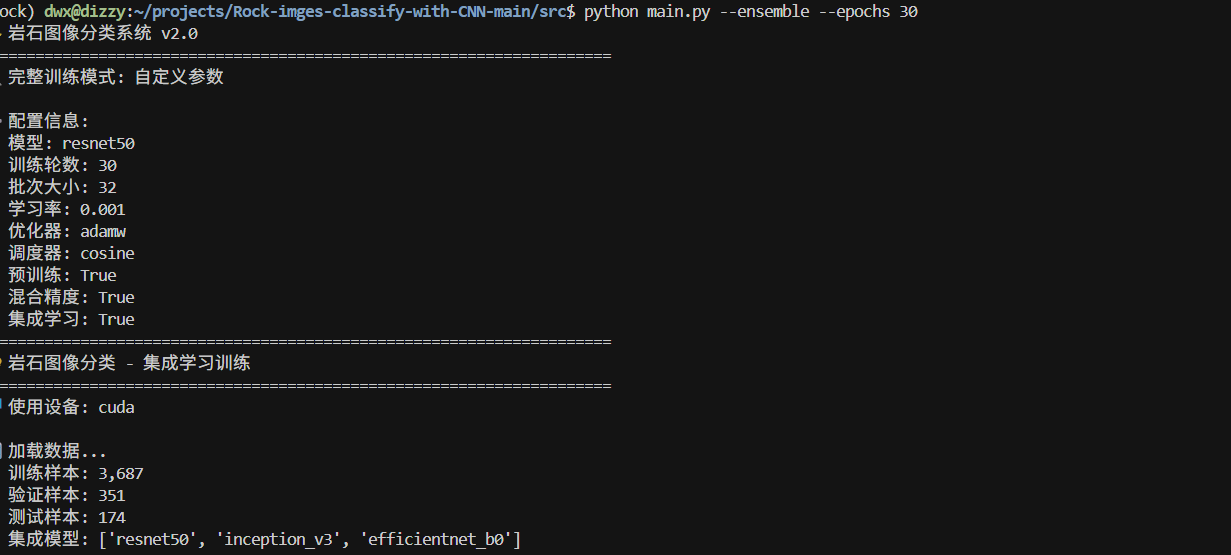 ock) dwx@dizzy:~/projects/Rock-imges-classify-with-CNN-main/src$ python main.py --ensemble --epochs 30
岩石图像分类系统 v2.0
======================================================================
完整训练模式: 自定义参数
配置信息:
模型: resnet50
训练轮数: 30
批次大小: 32
学习率: 0.001
优化器: adamw
调度器: cosine
预训练: True
混合精度: True
集成学习: True
======================================================================
岩石图像分类 - 集成学习训练
======================================================================
使用设备: cuda
加载数据...
训练样本: 3,687
验证样本: 351
测试样本: 174
集成模型: ['resnet50', 'inception_v3', 'efficientnet_b0']